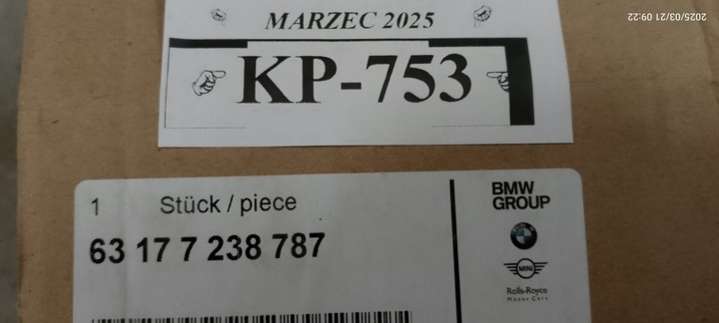 2025/03/21 09:22
MARZEC 2025
KP-753
1 Stück / piece
63 17 7 238 787
BMW
GROUP
MINI
Rolls-Royce
Motor Cars